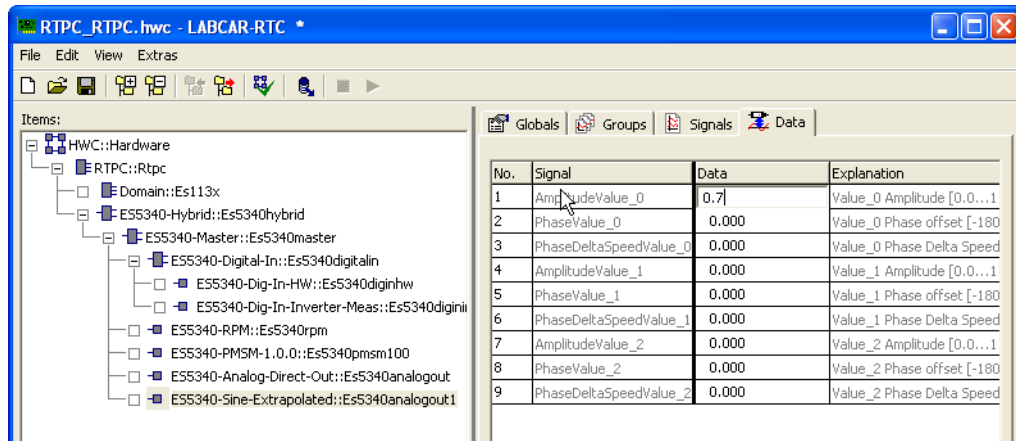 RTPC_RTPC.hwc - LABCAR-RTC *
File Edit View Extras
Items:
HWC::Hardware
RTPC::Rtpc
Domain::Es113x
ES5340-Hybrid::Es5340hybrid
ES5340-Master::Es5340master
ES5340-Digital-In::Es5340digitalin
ES5340-Dig-In-HW::Es5340diginhw
ES5340-Dig-In-Inverter-Meas::Es5340digini
ES5340-RPM::Es5340rpm
ES5340-PMSM-1.0.0::Es5340pmsm100
ES5340-Analog-Direct-Out::Es5340analogout
ES5340-Sine-Extrapolated::Es5340analogout1
Globals Groups Signals Data
No. Signal Data Explanation
1 AmplitudeValue_0 0.7 Value_0 Amplitude [0.0...1
2 PhaseValue_0 0.000 Value_0 Phase offset [-180
3 PhaseDeltaSpeedValue_0 0.000 Value_0 Phase Delta Speed
4 AmplitudeValue_1 0.000 Value_1 Amplitude [0.0...1
5 PhaseValue_1 0.000 Value_1 Phase offset [-180
6 PhaseDeltaSpeedValue_1 0.000 Value_1 Phase Delta Speed
7 AmplitudeValue_2 0.000 Value_2 Amplitude [0.0...1
8 PhaseValue_2 0.000 Value_2 Phase offset [-180
9 PhaseDeltaSpeedValue_2 0.000 Value_2 Phase Delta Speed